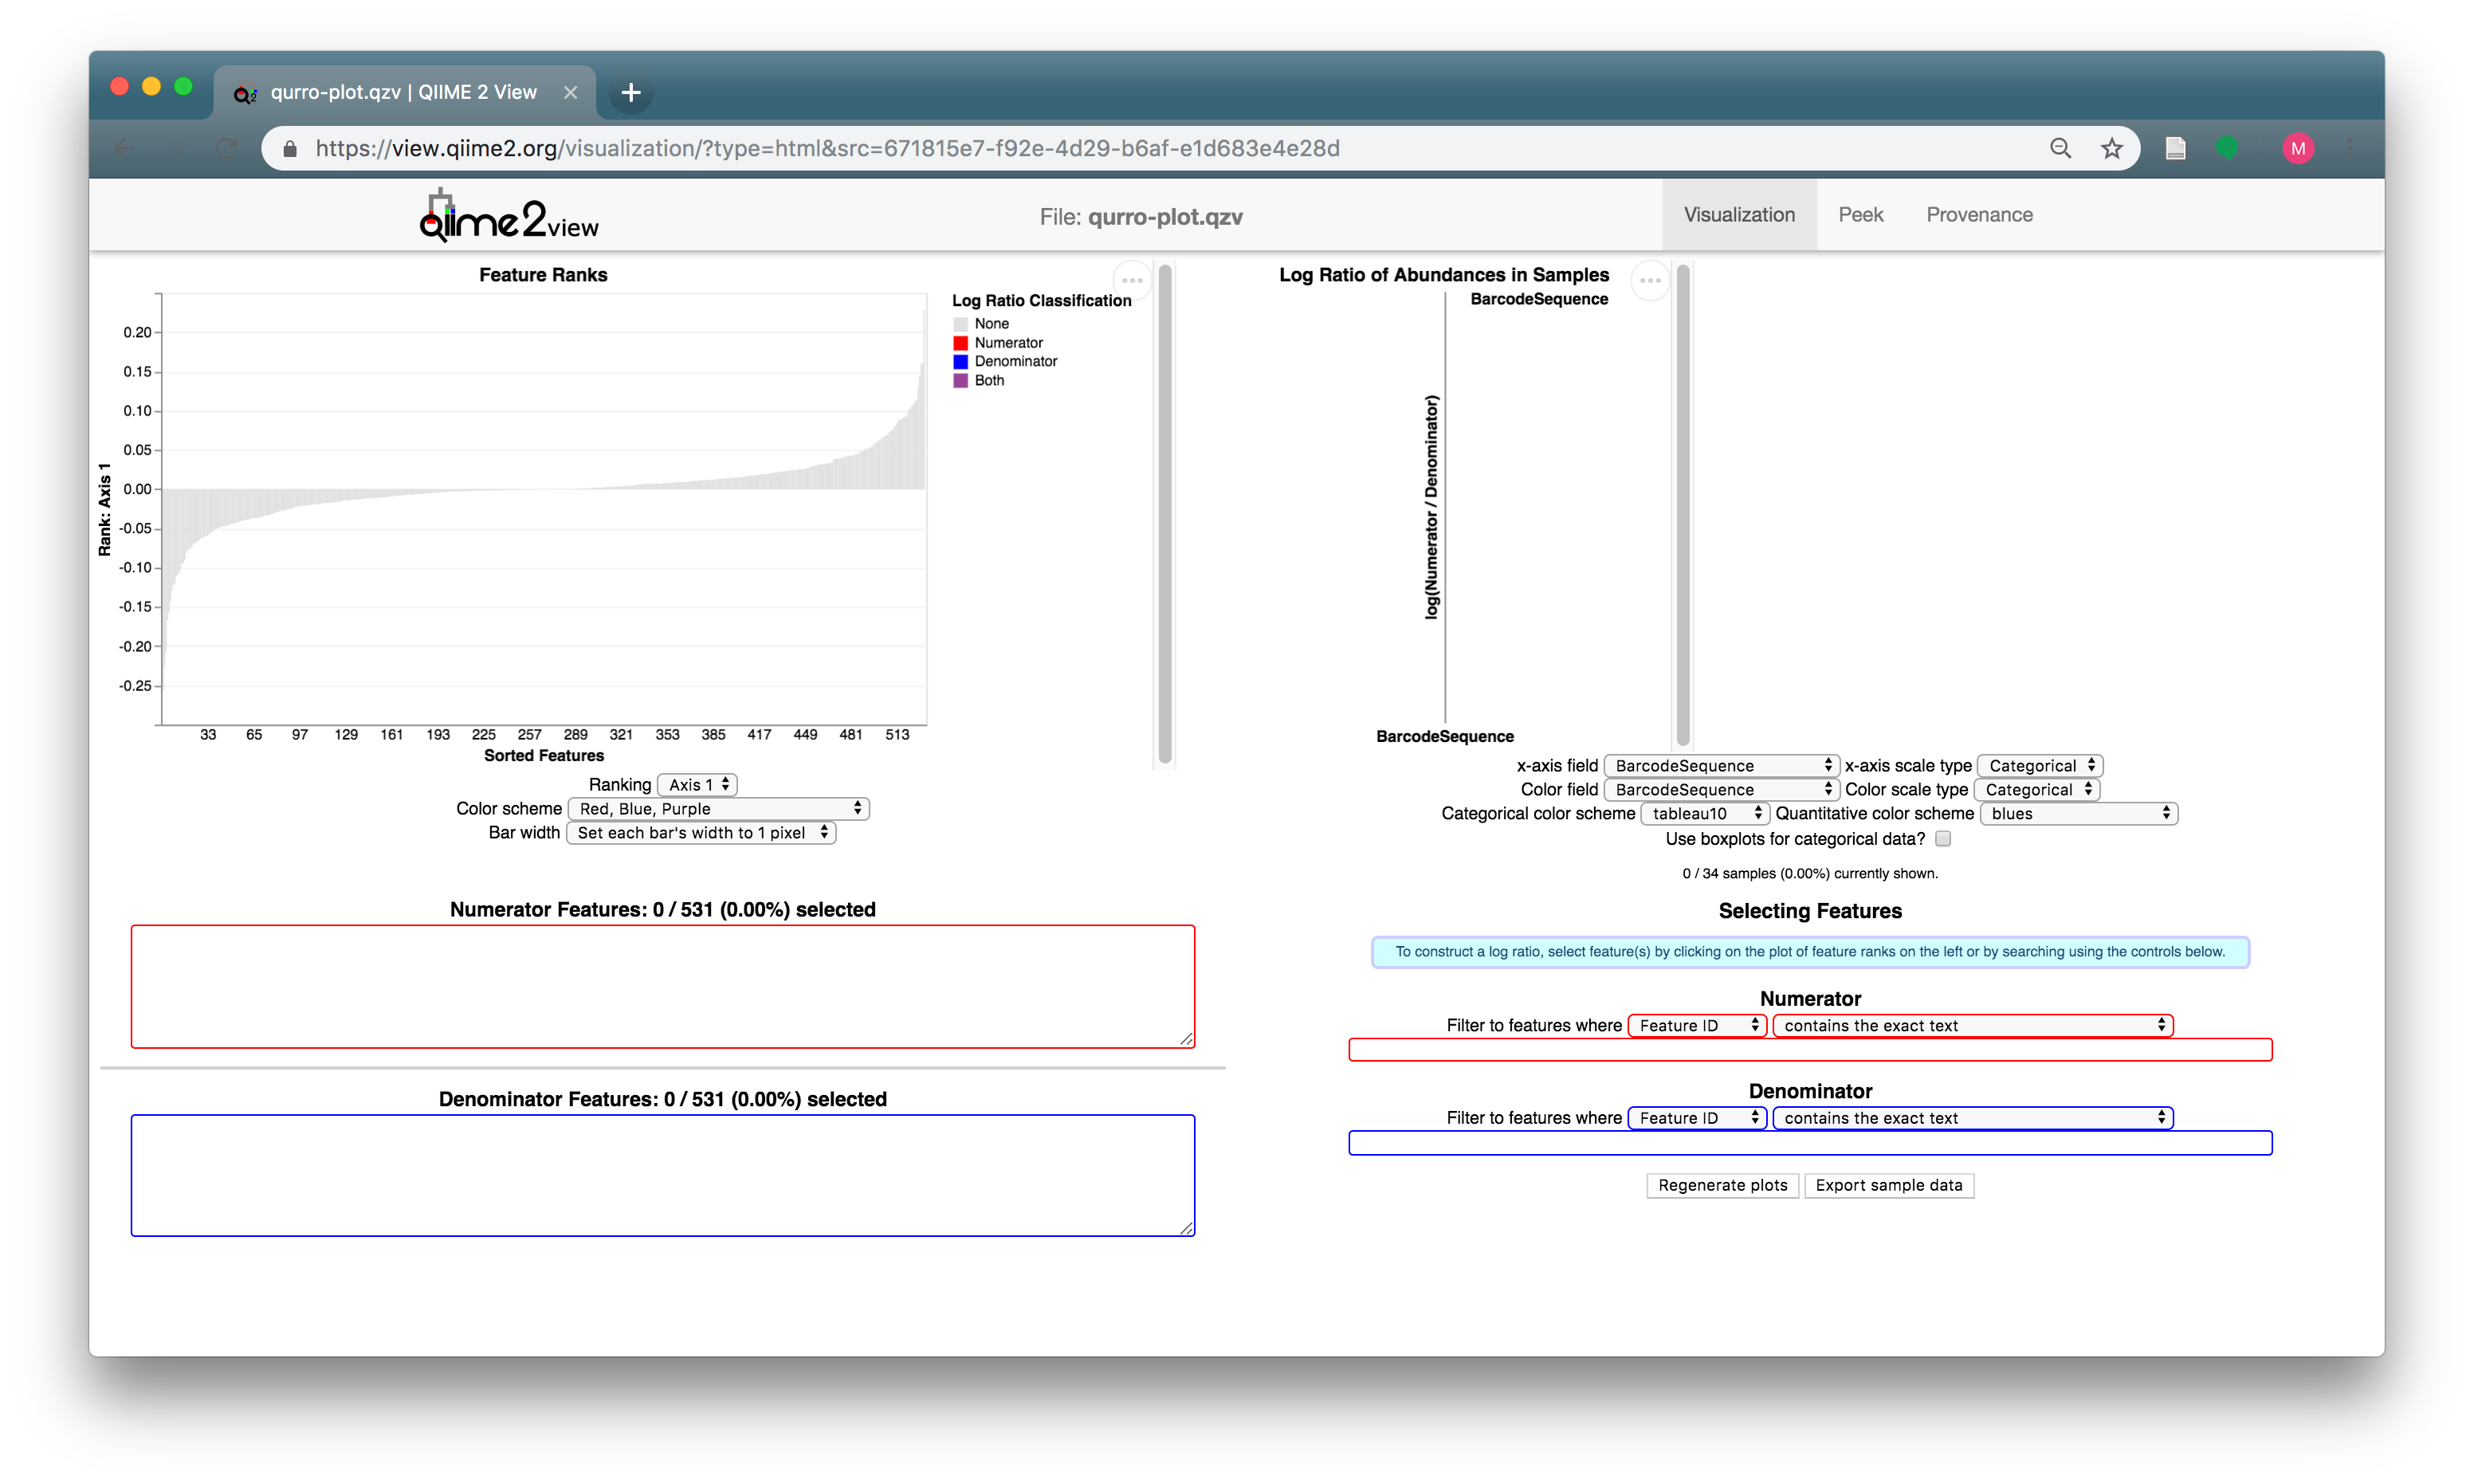 qurro-plot.qzv | QIIME 2 View
https://view.qiime2.org/visualization/?type=html&src=671815e7-f92e-4d29-b6af-e1d683e4e28d
M
qiime2view
File: qurro-plot.qzv
Visualization Peek Provenance
Feature Ranks
Rank: Axis 1
0.20
0.15
0.10
0.05
0.00
-0.05
-0.10
-0.15
-0.20
-0.25
33 65 97 129 161 193 225 257 289 321 353 385 417 449 481 513
Sorted Features
Log Ratio Classification
None
Numerator
Denominator
Both
Ranking Axis 1
Color scheme Red, Blue, Purple
Bar width Set each bar's width to 1 pixel
Numerator Features: 0 / 531 (0.00%) selected
Denominator Features: 0 / 531 (0.00%) selected
Log Ratio of Abundances in Samples
BarcodeSequence
log(Numerator / Denominator)
BarcodeSequence
x-axis field BarcodeSequence x-axis scale type Categorical
Color field BarcodeSequence Color scale type Categorical
Categorical color scheme tableau10 Quantitative color scheme blues
Use boxplots for categorical data?
0 / 34 samples (0.00%) currently shown.
Selecting Features
To construct a log ratio, select feature(s) by clicking on the plot of feature ranks on the left or by searching using the controls below.
Numerator
Filter to features where Feature ID contains the exact text
Denominator
Filter to features where Feature ID contains the exact text
Regenerate plots Export sample data